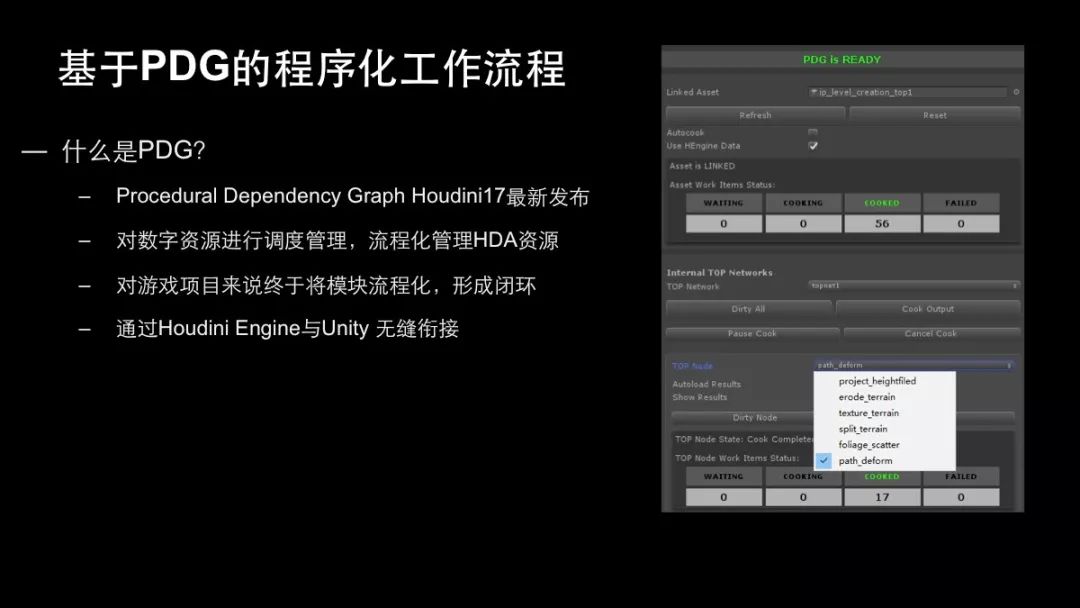 基于PDG的程序化工作流程
— 什么是PDG?
– Procedural Dependency Graph Houdini17最新发布
– 对数字资源进行调度管理，流程化管理HDA资源
– 对游戏项目来说终于将模块流程化，形成闭环
– 通过Houdini Engine与Unity 无缝衔接
PDG is READY
Linked Asset ip_level_creation_top1
Refresh Reset
Autocook
Use HEngine Data
Asset is LINKED
Asset Work Items Status:
WAITING COOKING COOKED FAILED
0 0 56 0
Internal TOP Networks
TOP Network topnet1
Dirty All Cook Output
Pause Cook Cancel Cook
TOP Node path_deform
project_heightfiled
Autoload Results
erode_terrain
Show Results
texture_terrain
Dirty Node
split_terrain
TOP Node State: Cook Complete
foliage_scatter
TOP Node Work Items Status:
path_deform
WAITING COOKING COOKED FAILED
0 0 17 0